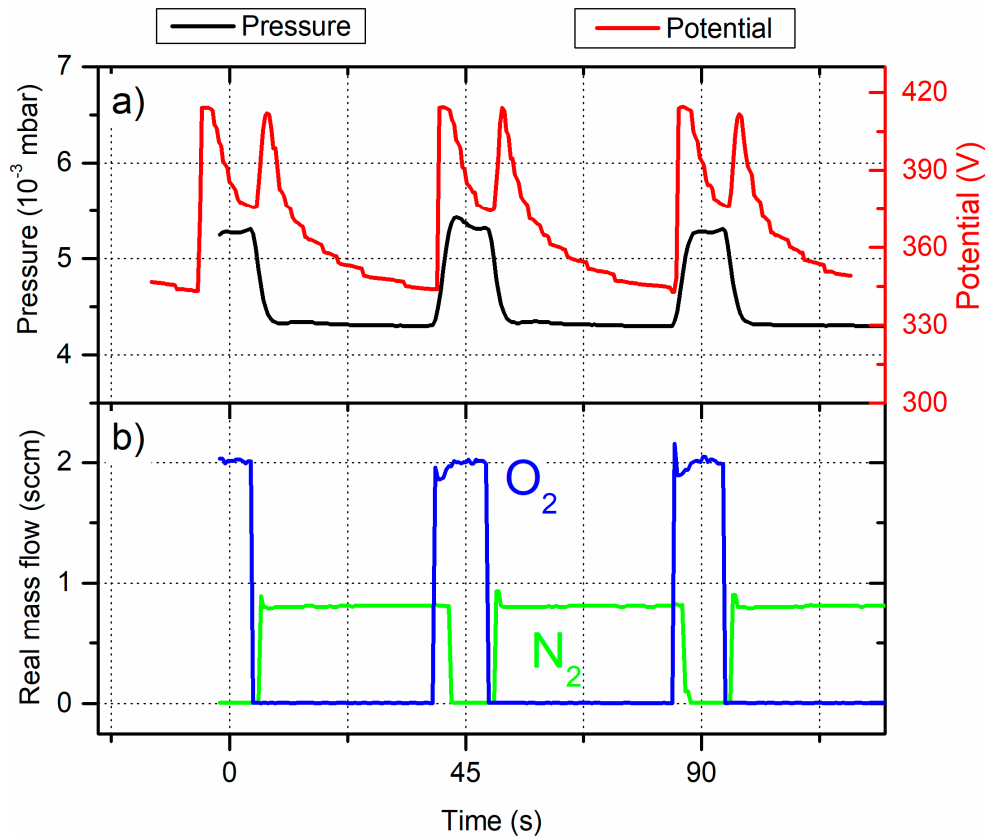 Pressure
Potential
a)
7
6
5
4
Pressure (10⁻³ mbar)
420
390
360
330
300
Potential (V)
b)
2
1
0
Real mass flow (sccm)
O₂
N₂
0
45
90
Time (s)